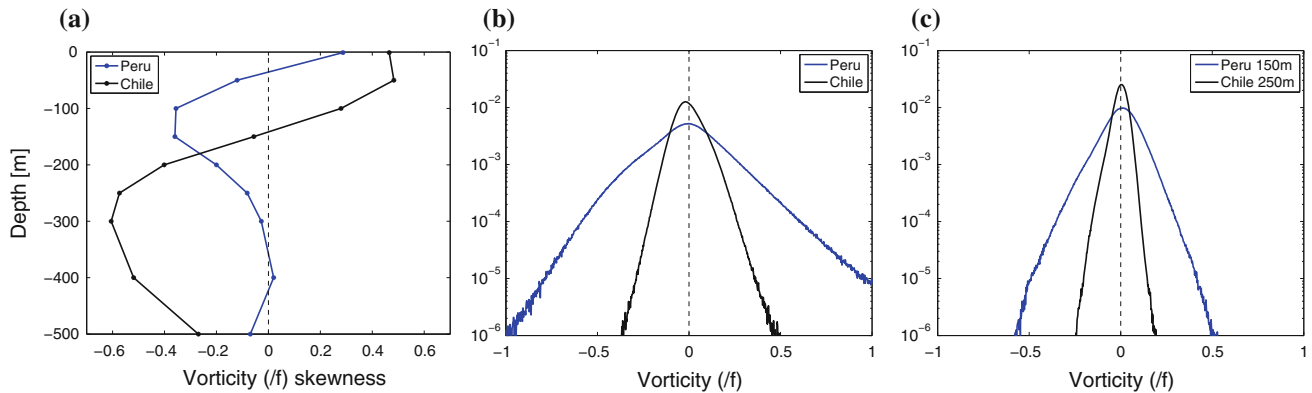 (a)
Peru
Chile
0
−100
−200
−300
−400
−500
Depth [m]
−0.6 −0.4 −0.2 0 0.2 0.4 0.6
Vorticity (/f) skewness
(b)
Peru
Chile
10^−1
10^−2
10^−3
10^−4
10^−5
10^−6
−1 −0.5 0 0.5 1
Vorticity (/f)
(c)
Peru 150m
Chile 250m
10^−1
10^−2
10^−3
10^−4
10^−5
10^−6
−1 −0.5 0 0.5 1
Vorticity (/f)